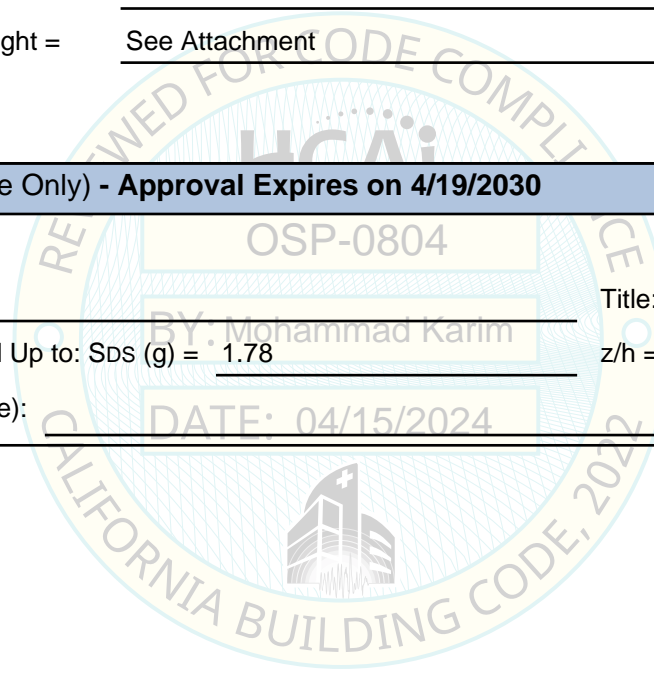 ght = See Attachment
REVIEWED FOR CODE COMPLIANCE
HCAi
e Only) - Approval Expires on 4/19/2030
OSP-0804
Title:
BY: Mohammad Karim
Up to: SDS (g) = 1.78 z/h =
e):
DATE: 04/15/2024
CALIFORNIA BUILDING CODE, 2022